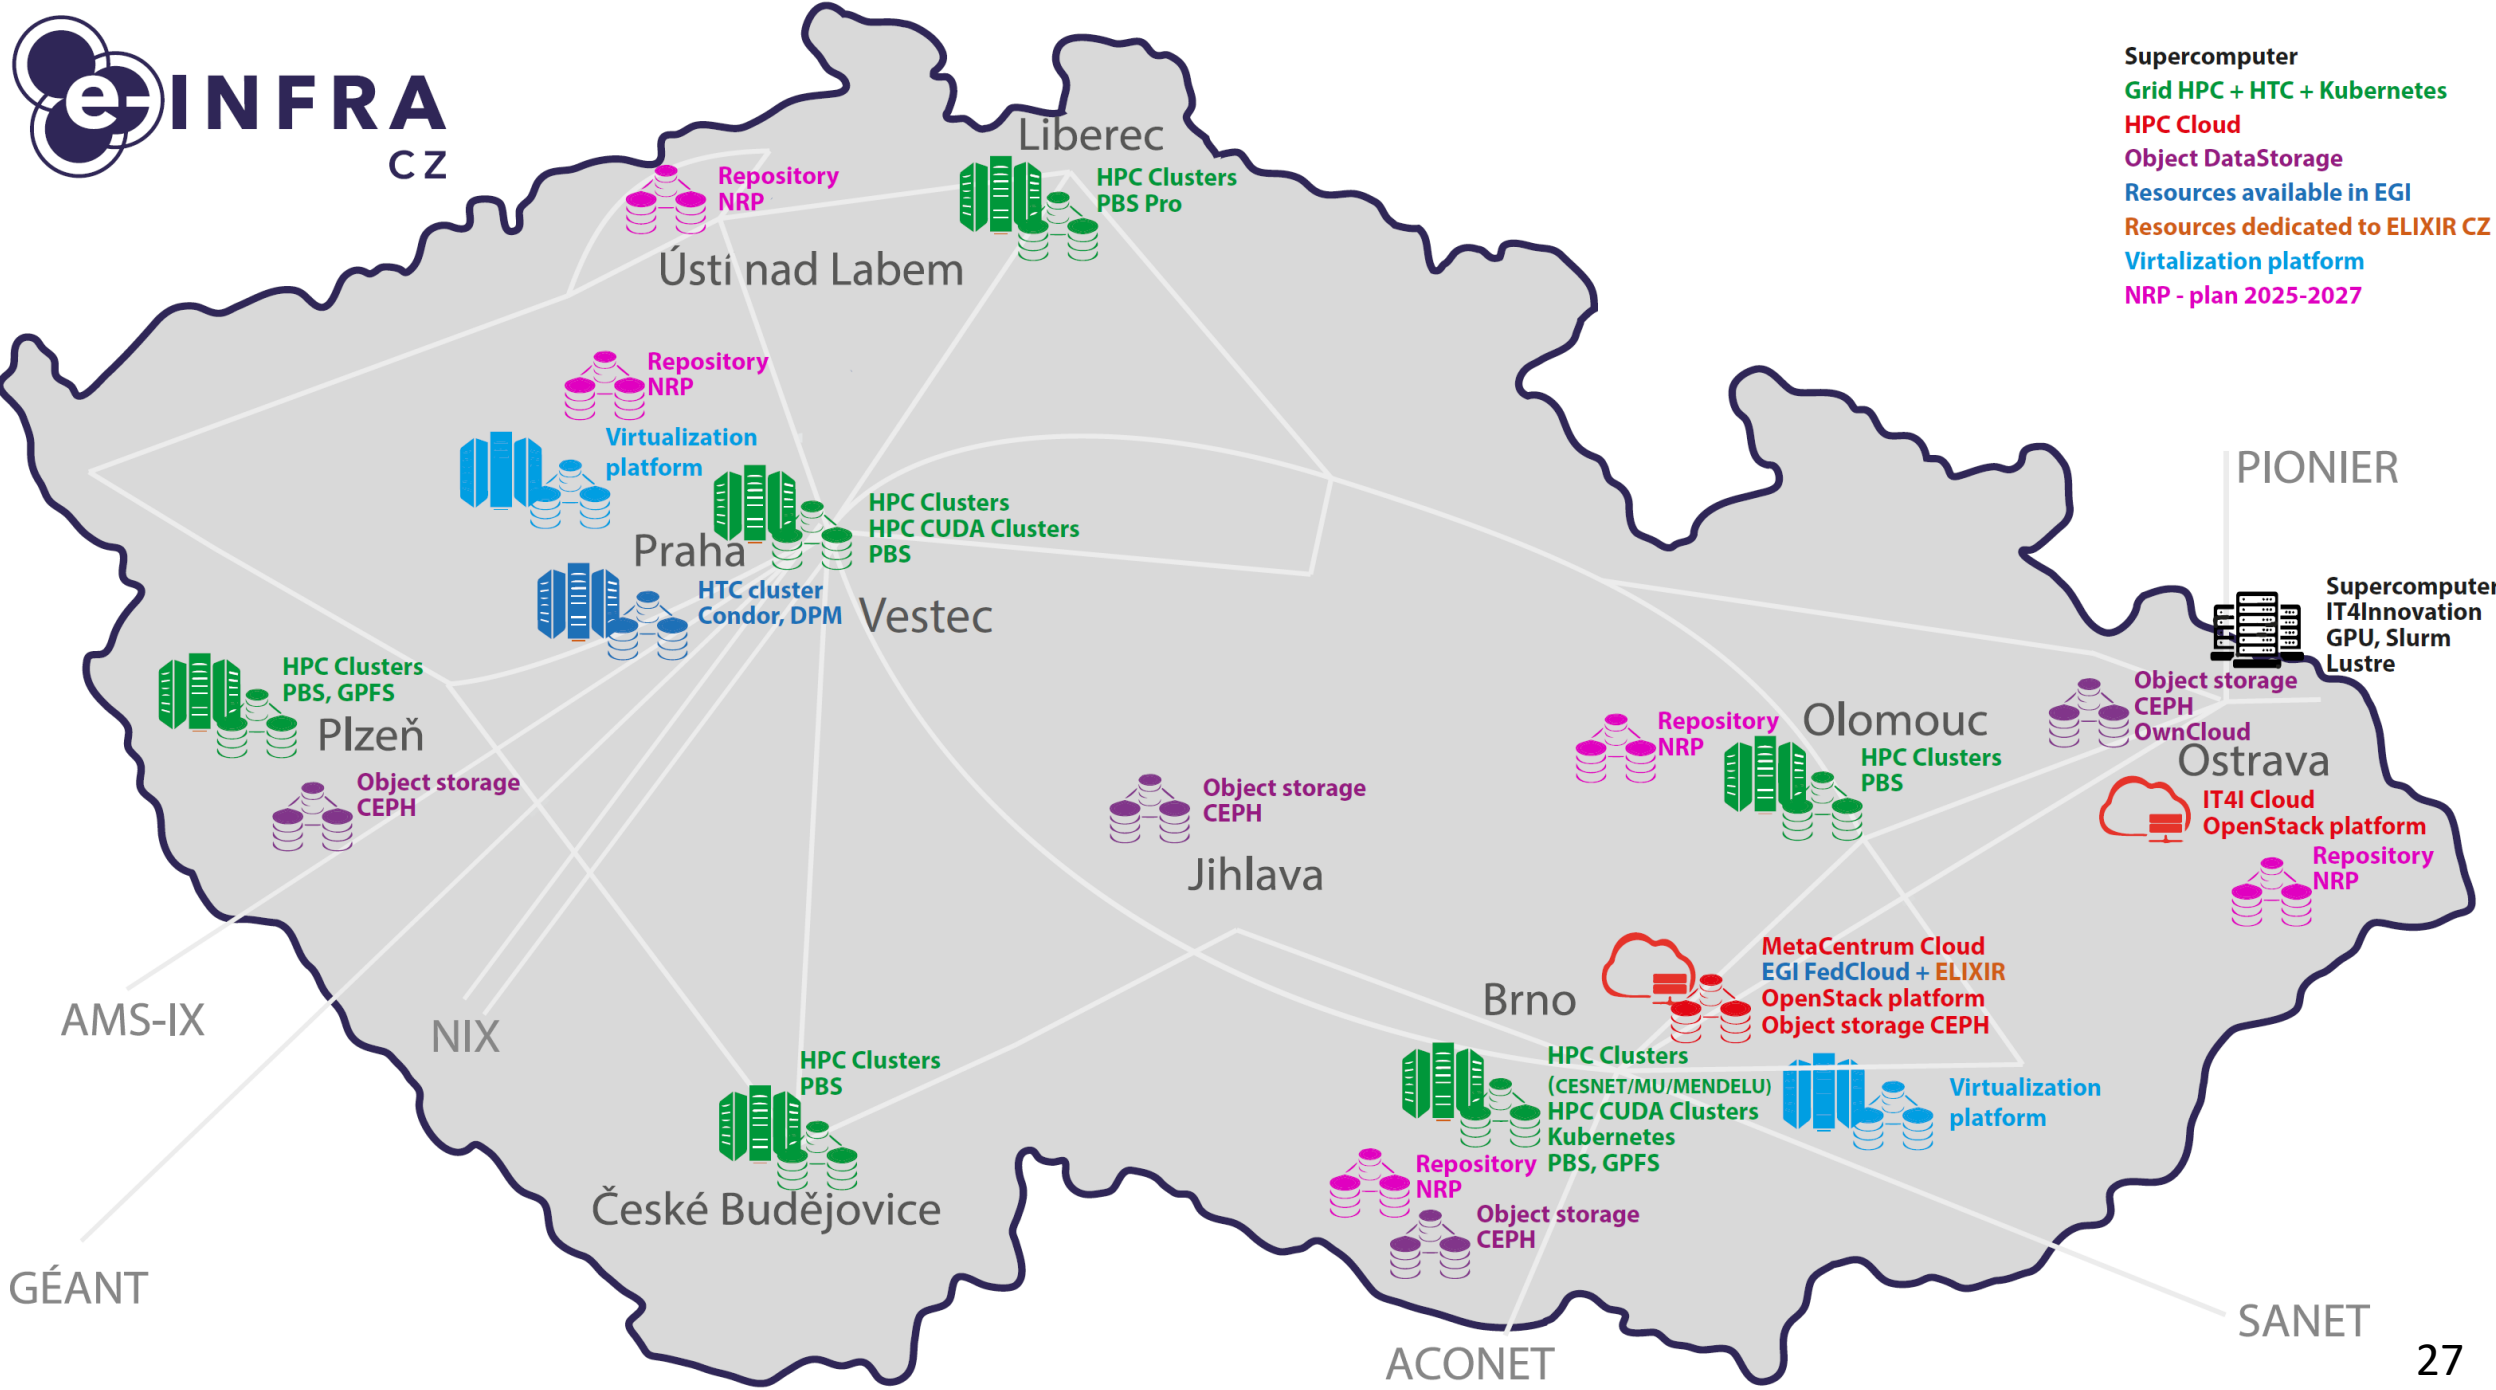 e-INFRA
CZ
Supercomputer
Grid HPC + HTC + Kubernetes
HPC Cloud
Object DataStorage
Resources available in EGI
Resources dedicated to ELIXIR CZ
Virtalization platform
NRP - plan 2025-2027
Liberec
HPC Clusters
PBS Pro
Repository
NRP
Ústí nad Labem
Repository
NRP
Virtualization
platform
HPC Clusters
HPC CUDA Clusters
PBS
Praha
HTC cluster
Condor, DPM
Vestec
PIONIER
Supercomputer
IT4Innovation
GPU, Slurm
Lustre
HPC Clusters
PBS, GPFS
Plzeň
Object storage
CEPH
Object storage
CEPH
Jihlava
Repository
NRP
Olomouc
HPC Clusters
PBS
Object storage
CEPH
OwnCloud
Ostrava
IT4I Cloud
OpenStack platform
Repository
NRP
MetaCentrum Cloud
EGI FedCloud + ELIXIR
OpenStack platform
Object storage CEPH
Brno
HPC Clusters
(CESNET/MU/MENDELU)
HPC CUDA Clusters
Kubernetes
PBS, GPFS
Virtualization
platform
Repository
NRP
Object storage
CEPH
AMS-IX
NIX
HPC Clusters
PBS
České Budějovice
GÉANT
ACONET
SANET
27